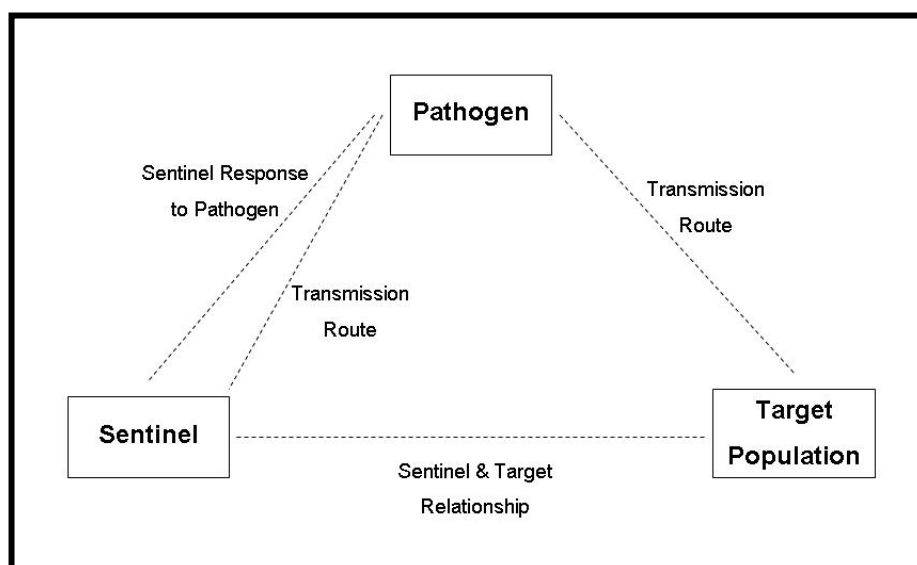 Pathogen
Sentinel Response
to Pathogen
Transmission
Route
Transmission
Route
Sentinel
Target
Population
Sentinel & Target
Relationship